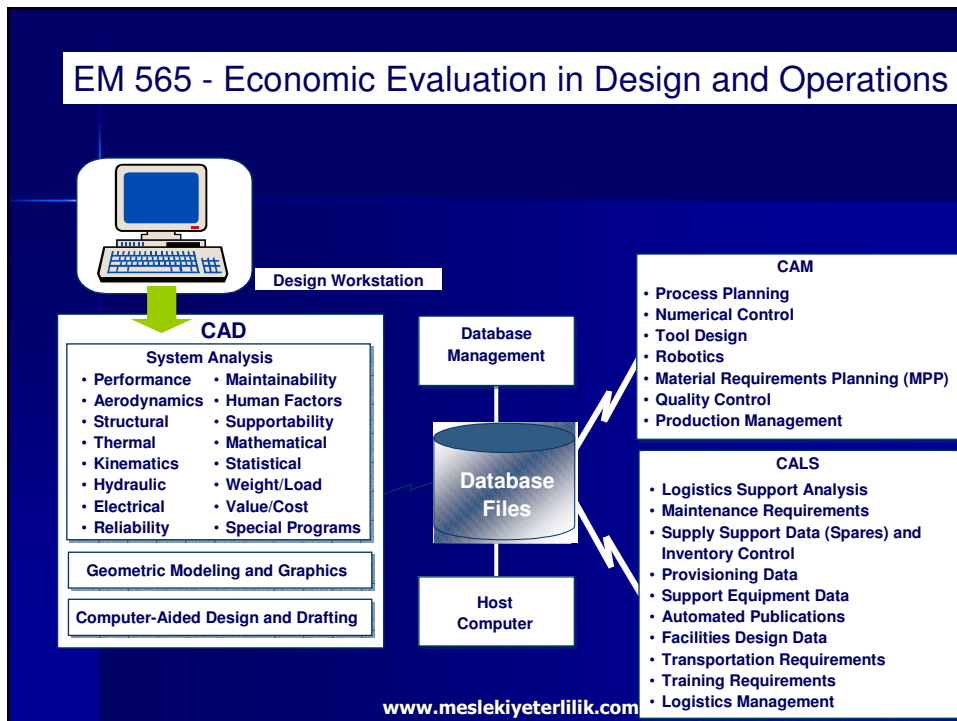 EM 565 - Economic Evaluation in Design and Operations
Design Workstation
CAD
System Analysis
• Performance
• Aerodynamics
• Structural
• Thermal
• Kinematics
• Hydraulic
• Electrical
• Reliability
• Maintainability
• Human Factors
• Supportability
• Mathematical
• Statistical
• Weight/Load
• Value/Cost
• Special Programs
Geometric Modeling and Graphics
Computer-Aided Design and Drafting
Database
Management
Database
Files
Host
Computer
CAM
• Process Planning
• Numerical Control
• Tool Design
• Robotics
• Material Requirements Planning (MPP)
• Quality Control
• Production Management
CALS
• Logistics Support Analysis
• Maintenance Requirements
• Supply Support Data (Spares) and
Inventory Control
• Provisioning Data
• Support Equipment Data
• Automated Publications
• Facilities Design Data
• Transportation Requirements
• Training Requirements
• Logistics Management
www.meslekiyeterlilik.com